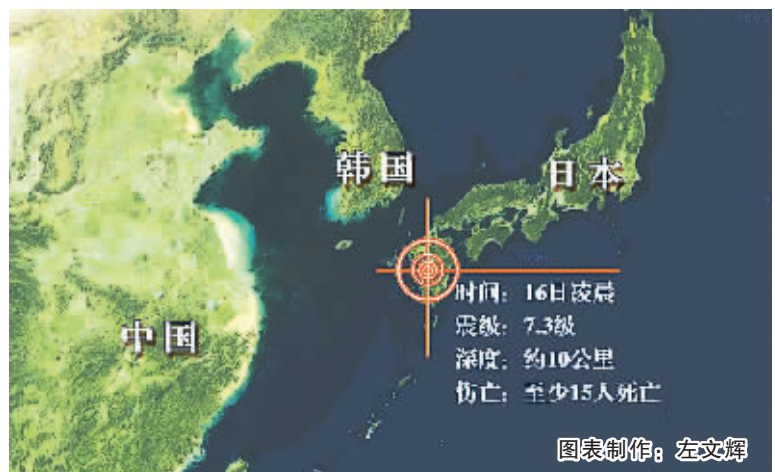 韩国
日本
中国
时间：16日凌晨
震级：7.3级
深度：约10公里
伤亡：至少15人死亡
图表制作：左文辉